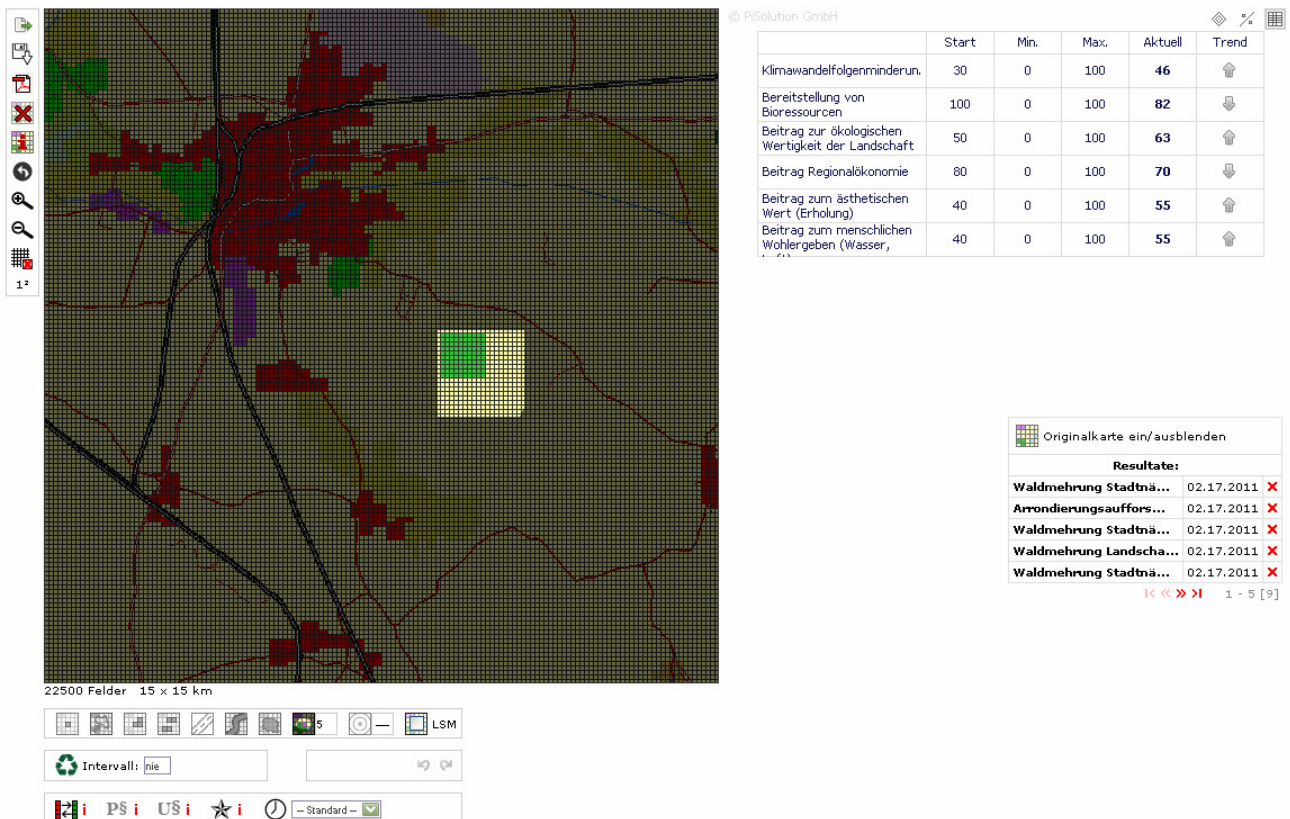 © PiSolution GmbH
Start Min. Max. Aktuell Trend
Klimawandelfolgenminderun. 30 0 100 46
Bereitstellung von
Bioressourcen 100 0 100 82
Beitrag zur ökologischen
Wertigkeit der Landschaft 50 0 100 63
Beitrag Regionalökonomie 80 0 100 70
Beitrag zum ästhetischen
Wert (Erholung) 40 0 100 55
Beitrag zum menschlichen
Wohlergehen (Wasser, 40 0 100 55
1²
Originalkarte ein/ausblenden
Resultate:
Waldmehrung Stadtnä... 02.17.2011
Arrondierungsauffors... 02.17.2011
Waldmehrung Stadtnä... 02.17.2011
Waldmehrung Landscha... 02.17.2011
Waldmehrung Stadtnä... 02.17.2011
1 - 5 [9]
22500 Felder 15 x 15 km
5 — LSM
Intervall: nie
i P§ i U§ i i – Standard –